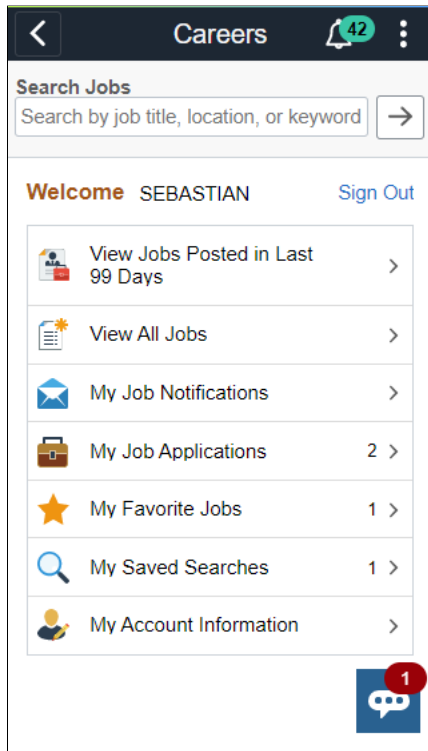 Careers
42
Search Jobs
Search by job title, location, or keyword
Welcome SEBASTIAN Sign Out
View Jobs Posted in Last
99 Days
View All Jobs
My Job Notifications
My Job Applications 2
My Favorite Jobs 1
My Saved Searches 1
My Account Information
1